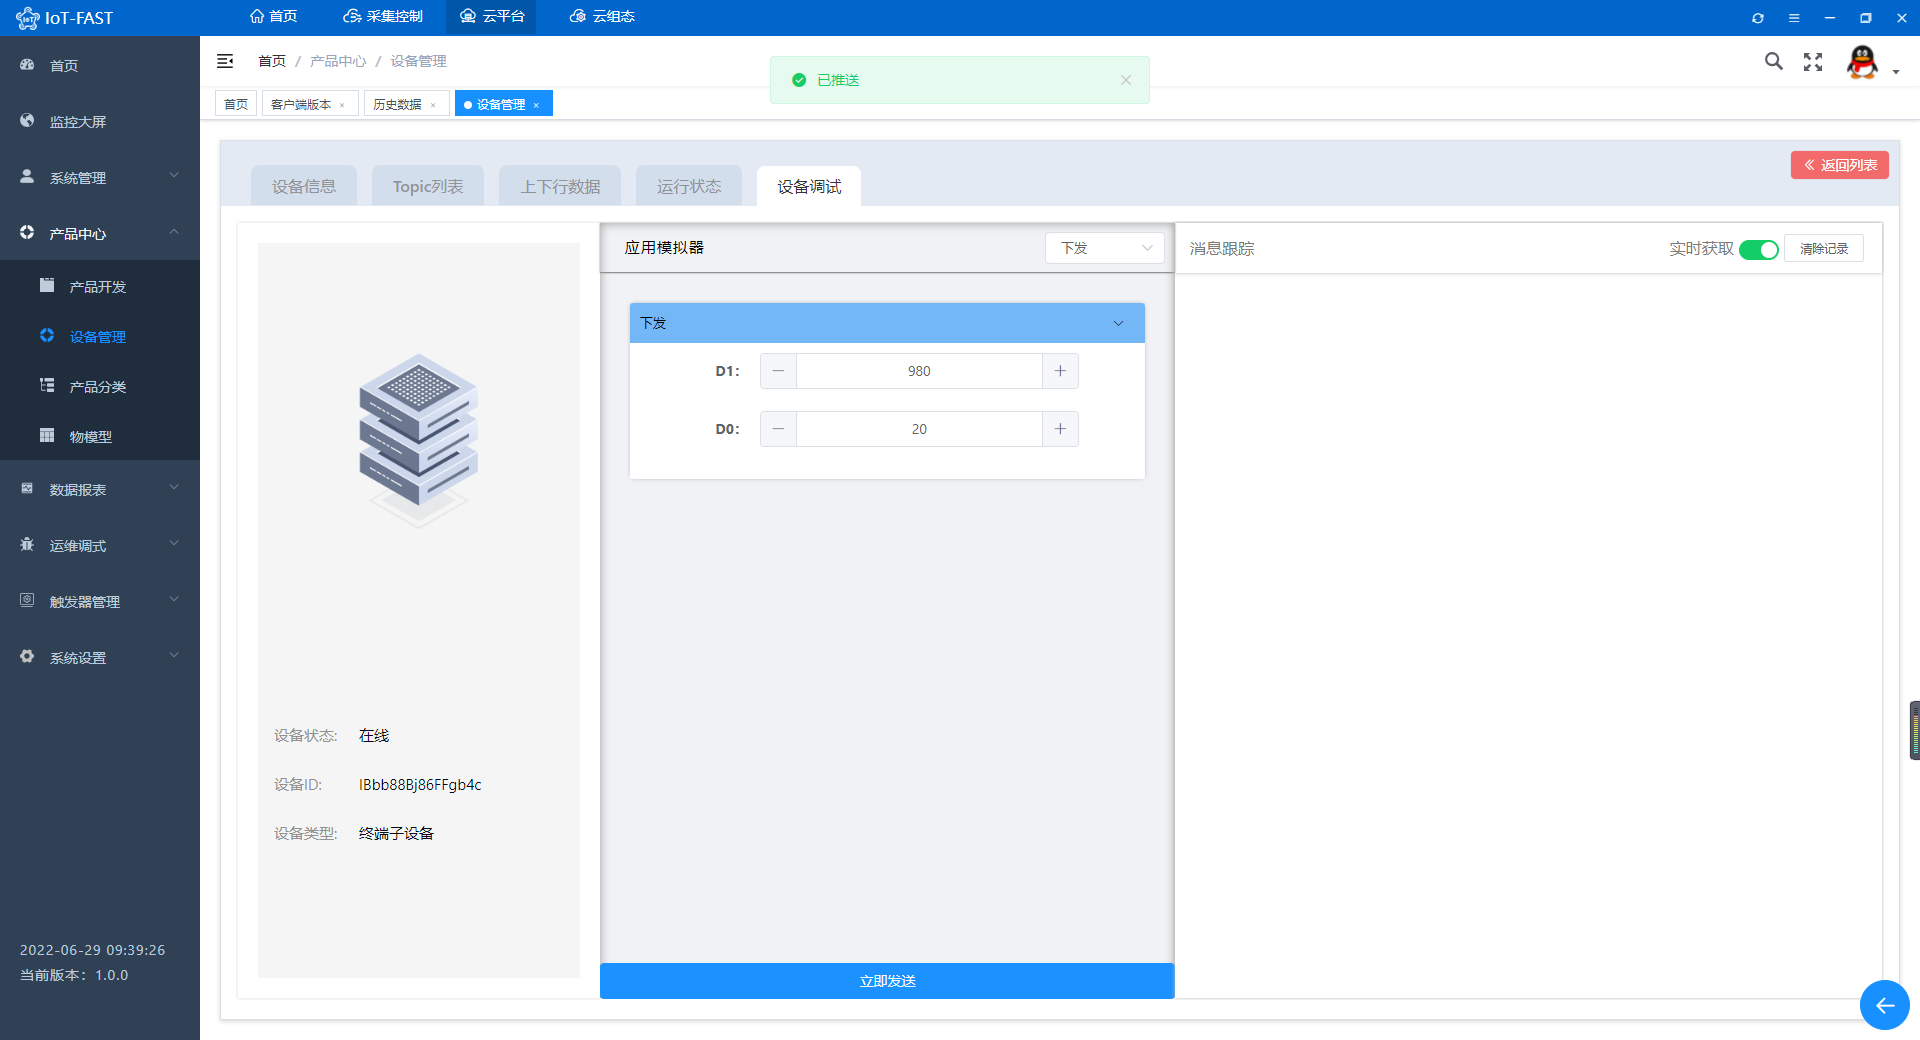 IoT-FAST
首页
采集控制
云平台
云组态
首页
监控大屏
系统管理
产品中心
产品开发
设备管理
产品分类
物模型
数据报表
运维调式
触发器管理
系统设置
2022-06-29 09:39:26
当前版本：1.0.0
首页 / 产品中心 / 设备管理
已推送
首页
客户端版本 ×
历史数据 ×
设备管理 ×
设备信息
Topic列表
上下行数据
运行状态
设备调试
返回列表
设备状态: 在线
设备ID: IBbb88Bj86FFgb4c
设备类型: 终端子设备
应用模拟器
下发
下发
D1: 980
D0: 20
立即发送
消息跟踪
实时获取
清除记录